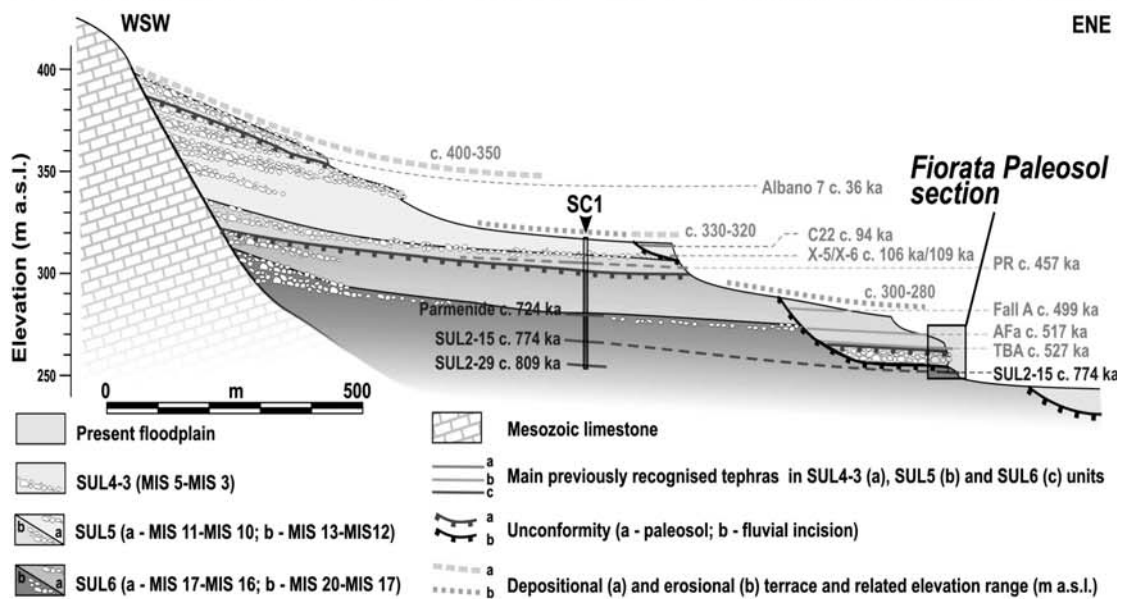 WSW
ENE
400
350
300
250
Elevation (m a.s.l.)
c. 400-350
Albano 7 c. 36 ka
Fiorata Paleosol
section
SC1
c. 330-320
C22 c. 94 ka
X-5/X-6 c. 106 ka/109 ka
PR c. 457 ka
c. 300-280
Parmenide c. 724 ka
Fall A c. 499 ka
AFa c. 517 ka
SUL2-15 c. 774 ka
TBA c. 527 ka
SUL2-29 c. 809 ka
SUL2-15 c. 774 ka
0
m
500
Present floodplain
Mesozoic limestone
SUL4-3 (MIS 5-MIS 3)
a
b
c
Main previously recognised tephras in SUL4-3 (a), SUL5 (b) and SUL6 (c) units
b
a
SUL5 (a - MIS 11-MIS 10; b - MIS 13-MIS12)
a
b
Unconformity (a - paleosol; b - fluvial incision)
b
a
SUL6 (a - MIS 17-MIS 16; b - MIS 20-MIS 17)
a
b
Depositional (a) and erosional (b) terrace and related elevation range (m a.s.l.)